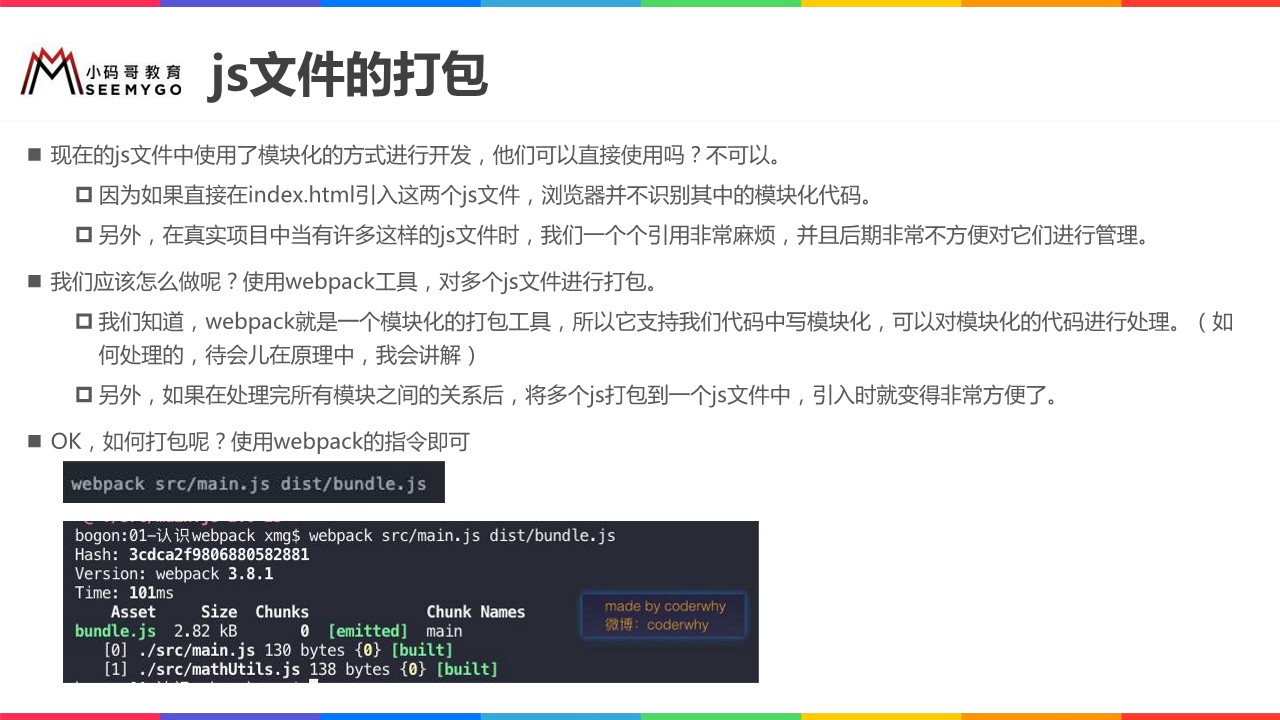 小码哥教育
SEEMYGO
js文件的打包
现在的js文件中使用了模块化的方式进行开发，他们可以直接使用吗？不可以。
因为如果直接在index.html引入这两个js文件，浏览器并不识别其中的模块化代码。
另外，在真实项目中当有许多这样的js文件时，我们一个个引用非常麻烦，并且后期非常不方便对它们进行管理。
我们应该怎么做呢？使用webpack工具，对多个js文件进行打包。
我们知道，webpack就是一个模块化的打包工具，所以它支持我们代码中写模块化，可以对模块化的代码进行处理。（如
何处理的，待会儿在原理中，我会讲解）
另外，如果在处理完所有模块之间的关系后，将多个js打包到一个js文件中，引入时就变得非常方便了。
OK，如何打包呢？使用webpack的指令即可
webpack src/main.js dist/bundle.js
bogon:01-认识webpack xmg$ webpack src/main.js dist/bundle.js
Hash: 3cdca2f9806880582881
Version: webpack 3.8.1
Time: 101ms
Asset Size Chunks Chunk Names
bundle.js 2.82 kB 0 [emitted] main
[0] ./src/main.js 130 bytes {0} [built]
[1] ./src/mathUtils.js 138 bytes {0} [built]
made by coderwhy
微博：coderwhy